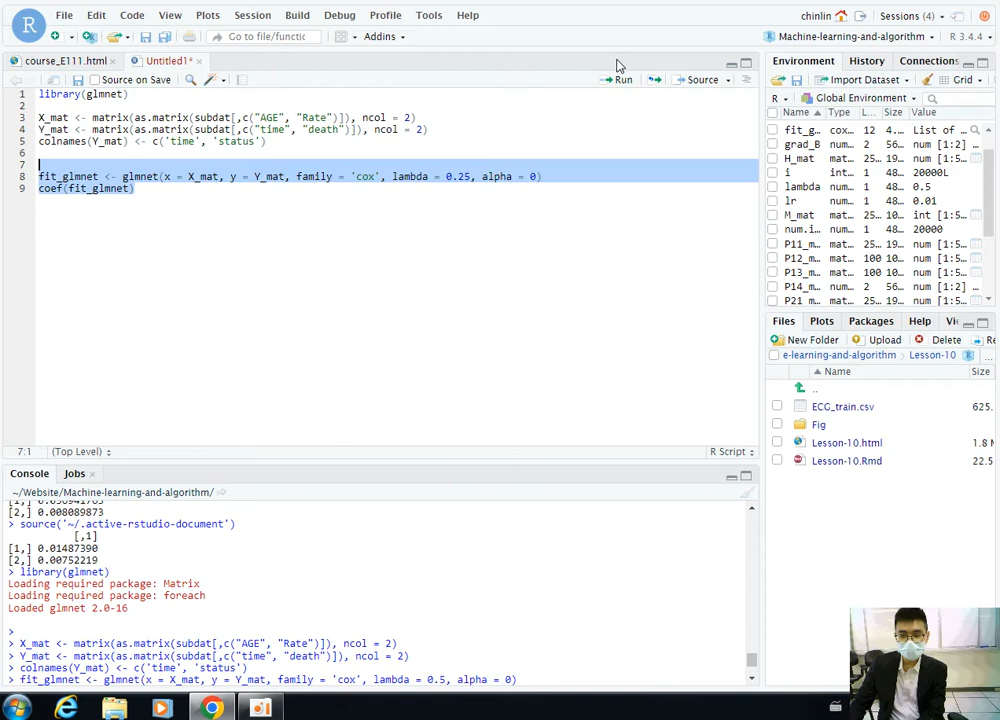 R File Edit Code View Plots Session Build Debug Profile Tools Help chinlin Sessions (4)
Go to file/functic Addins Machine-learning-and-algorithm R 3.4.4
course_E111.html Untitled1*
Source on Save Run Source
1 library(glmnet)
2
3 X_mat <- matrix(as.matrix(subdat[,c("AGE", "Rate")]), ncol = 2)
4 Y_mat <- matrix(as.matrix(subdat[,c("time", "death")]), ncol = 2)
5 colnames(Y_mat) <- c('time', 'status')
6
7
8 fit_glmnet <- glmnet(x = X_mat, y = Y_mat, family = 'cox', lambda = 0.25, alpha = 0)
9 coef(fit_glmnet)
7:1 (Top Level) R Script
Console Jobs
~/Website/Machine-learning-and-algorithm/
[2,] 0.008089873
> source('~/.active-rstudio-document')
[,1]
[1,] 0.01487390
[2,] 0.00752219
> library(glmnet)
Loading required package: Matrix
Loading required package: foreach
Loaded glmnet 2.0-16
>
> X_mat <- matrix(as.matrix(subdat[,c("AGE", "Rate")]), ncol = 2)
> Y_mat <- matrix(as.matrix(subdat[,c("time", "death")]), ncol = 2)
> colnames(Y_mat) <- c('time', 'status')
> fit_glmnet <- glmnet(x = X_mat, y = Y_mat, family = 'cox', lambda = 0.5, alpha = 0)
Environment History Connections
Import Dataset Grid
R Global Environment
Name Type L... Size Value
fit_g... cox... 12 4.... List of ...
grad_B num... 2 56... num [1:2] ...
H_mat mat... 25... 19... num [1:5...
i int... 1 48... 20000L
lambda num... 1 48... 0.5
lr num... 1 48... 0.01
M_mat mat... 25... 10... int [1:5...
num.i... num... 1 48... 20000
P11_m... mat... 25... 19... num [1:5...
P12_m... mat... 100 10... num [1:5...
P13_m... mat... 100 10... num [1:5...
P14_m... num... 2 56... num [1:2] ...
P21 m... mat... 25... 19... num [1:5...
Files Plots Packages Help Vi
New Folder Upload Delete Re
e-learning-and-algorithm Lesson-10 ...
Name Size
..
ECG_train.csv 625.
Fig
Lesson-10.html 1.8 M
Lesson-10.Rmd 22.5